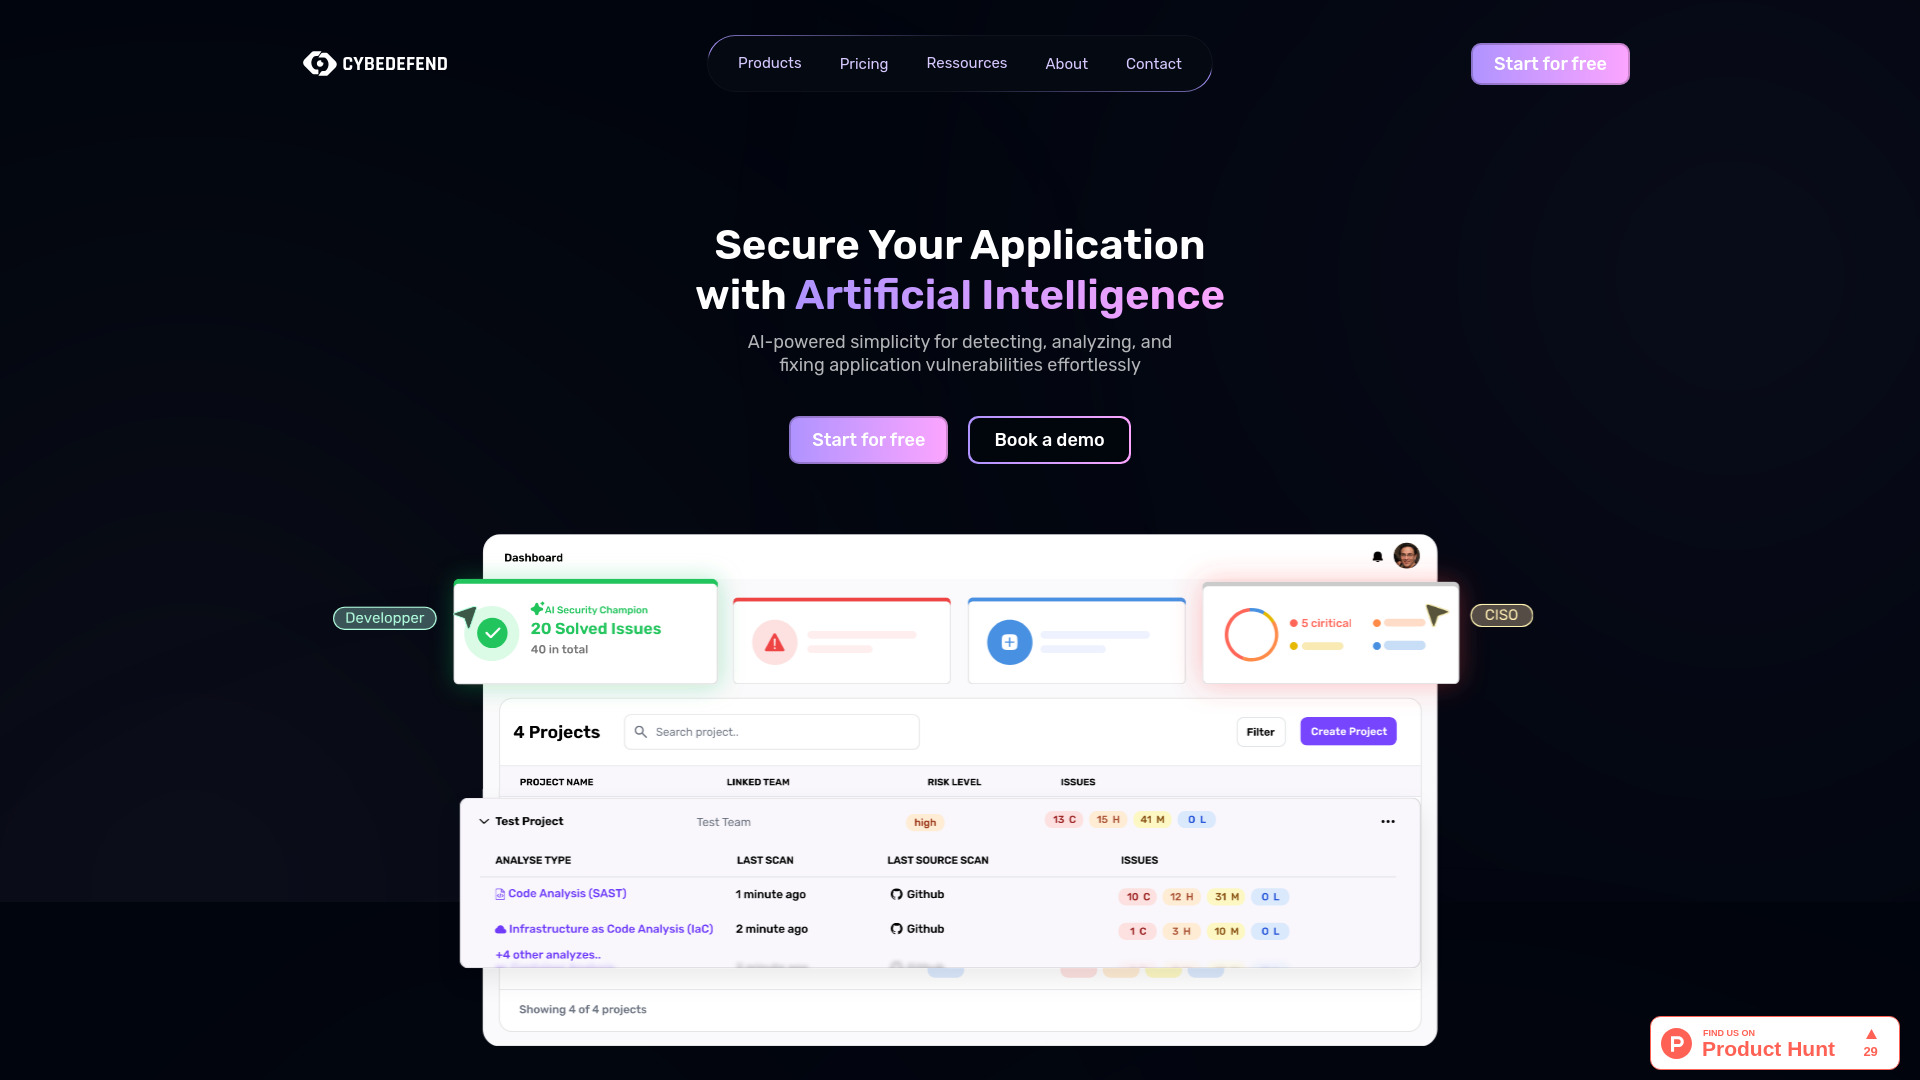 CYBEDEFEND
Products
Pricing
Ressources
About
Contact
Start for free
Secure Your Application
with Artificial Intelligence
AI-powered simplicity for detecting, analyzing, and
fixing application vulnerabilities effortlessly
Start for free
Book a demo
Dashboard
Developper
AI Security Champion
20 Solved Issues
40 in total
5 ciritical
CISO
4 Projects
Search project..
Filter
Create Project
PROJECT NAME
LINKED TEAM
RISK LEVEL
ISSUES
Test Project
Test Team
high
13 C
15 H
41 M
0 L
ANALYSE TYPE
LAST SCAN
LAST SOURCE SCAN
ISSUES
Code Analysis (SAST)
1 minute ago
Github
10 C
12 H
31 M
0 L
Infrastructure as Code Analysis (IaC)
2 minute ago
Github
1 C
3 H
10 M
0 L
+4 other analyzes..
Showing 4 of 4 projects
FIND US ON
Product Hunt
29